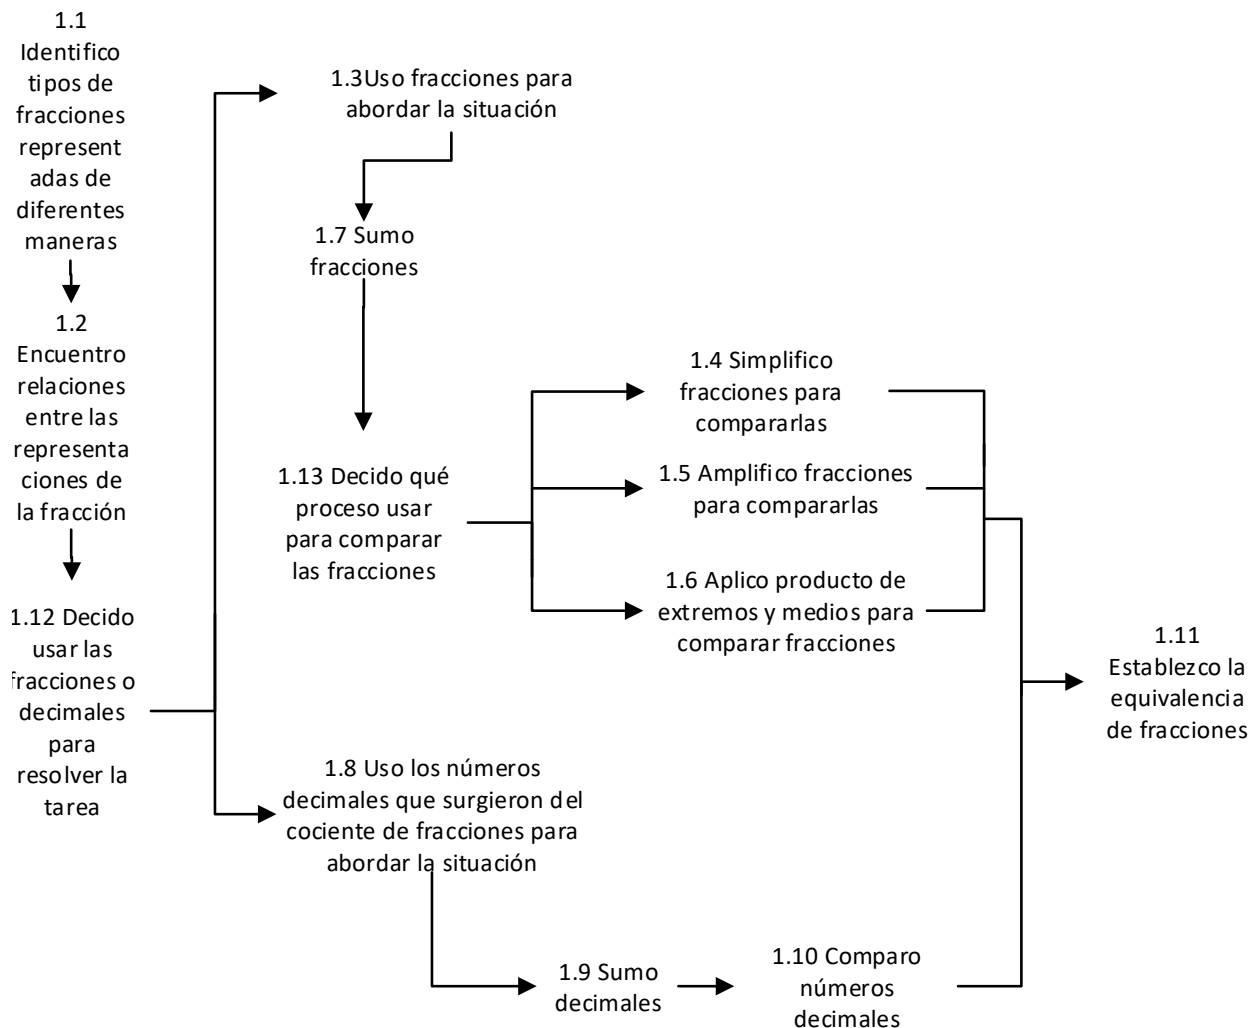 1.1
Identifico
tipos de
fracciones
represent
adas de
diferentes
maneras
1.2
Encuentro
relaciones
entre las
representa
ciones de
la fracción
1.12 Decido
usar las
fracciones o
decimales
para
resolver la
tarea
1.3Uso fracciones para
abordar la situación
1.7 Sumo
fracciones
1.13 Decido qué
proceso usar
para comparar
las fracciones
1.4 Simplifico
fracciones para
compararlas
1.5 Amplifico fracciones
para compararlas
1.6 Aplico producto de
extremos y medios para
comparar fracciones
1.8 Uso los números
decimales que surgieron del
cociente de fracciones para
abordar la situación
1.9 Sumo
decimales
1.10 Comparo
números
decimales
1.11
Establezco la
equivalencia
de fracciones